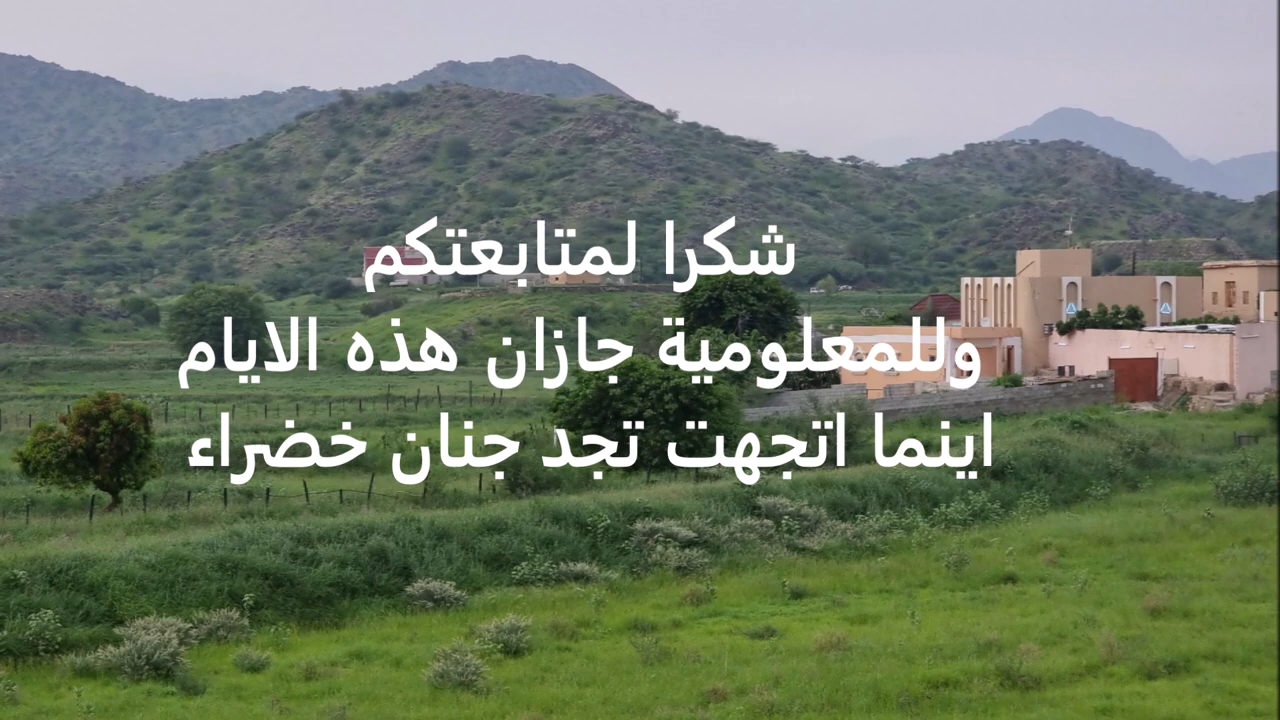 شكرا لمتابعتكم
وللمعلومية جازان هذه الايام
اينما اتجهت تجد جنان خضراء